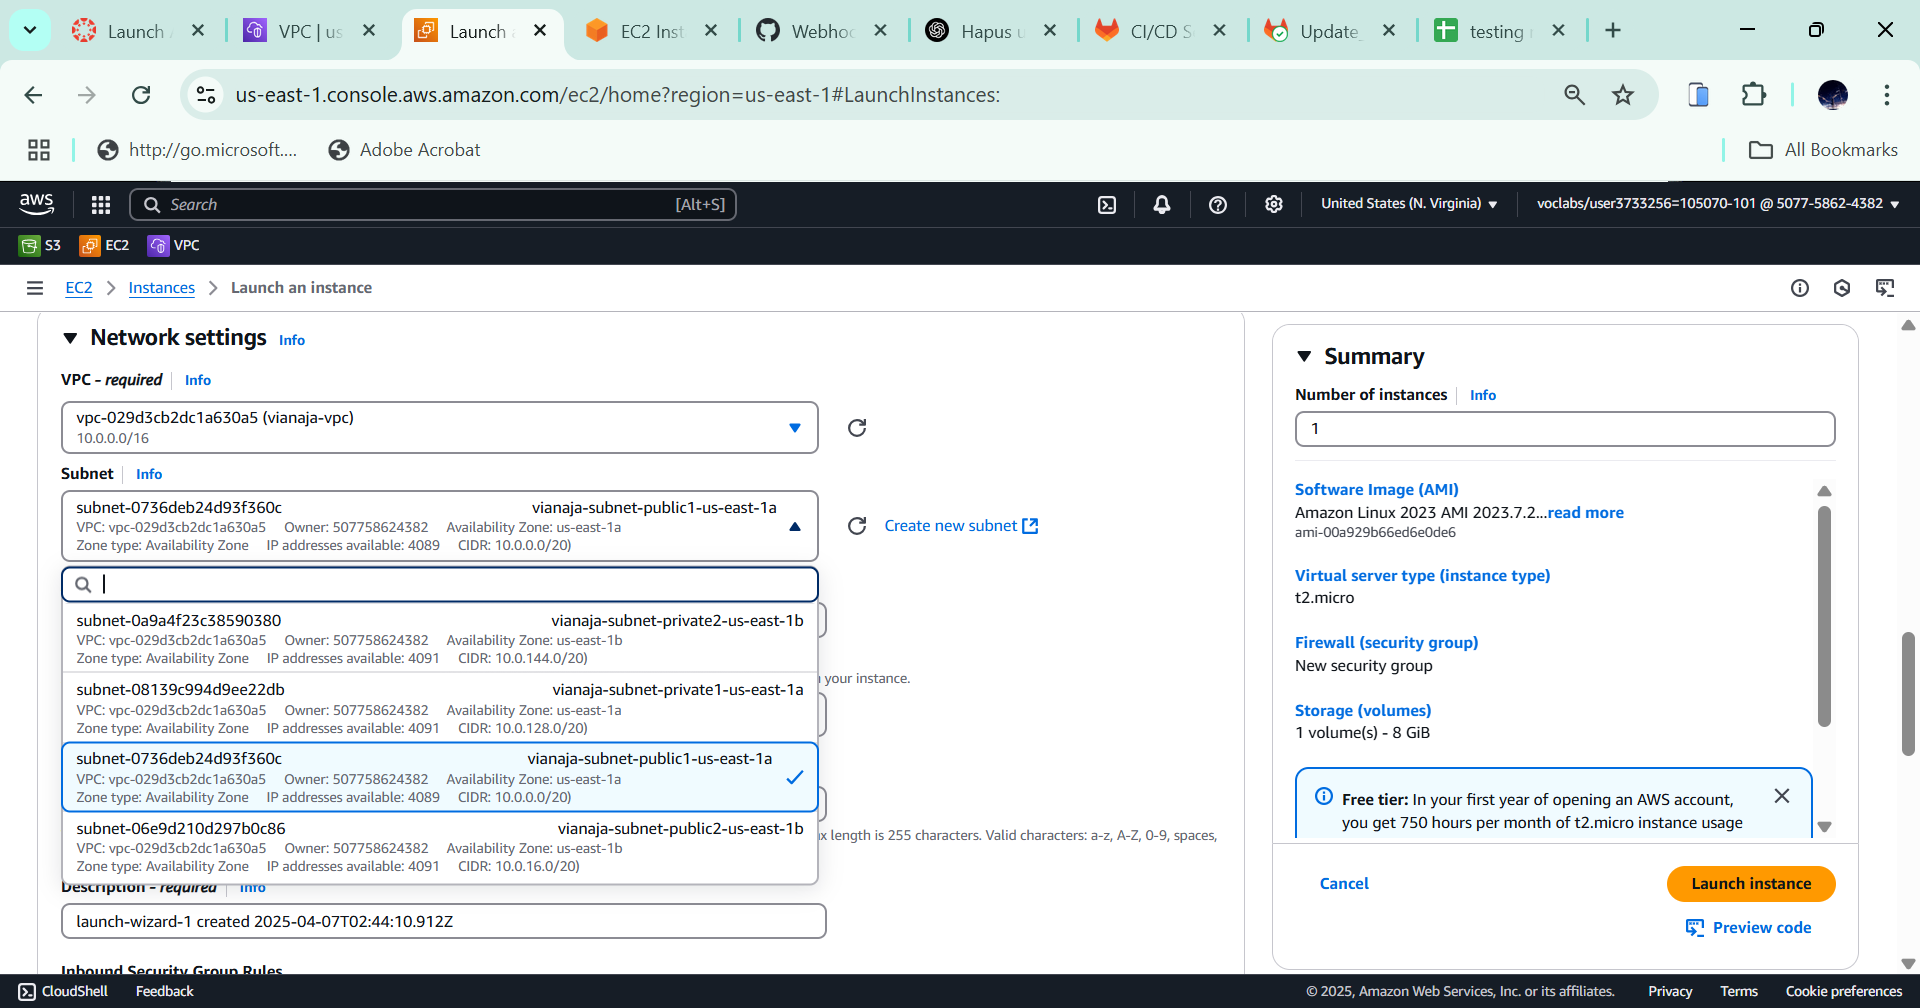 Launch
VPC | us
Launch
EC2 Inst
Webhoo
Hapus u
CI/CD S
Update_
testing
us-east-1.console.aws.amazon.com/ec2/home?region=us-east-1#LaunchInstances:
http://go.microsoft....
Adobe Acrobat
All Bookmarks
aws
Search
[Alt+S]
United States (N. Virginia)
voclabs/user3733256=105070-101 @ 5077-5862-4382
S3
EC2
VPC
EC2
Instances
Launch an instance
Network settings Info
VPC - required Info
vpc-029d3cb2dc1a630a5 (vianaja-vpc)
10.0.0.0/16
Subnet Info
subnet-0736deb24d93f360c vianaja-subnet-public1-us-east-1a
VPC: vpc-029d3cb2dc1a630a5 Owner: 507758624382 Availability Zone: us-east-1a
Zone type: Availability Zone IP addresses available: 4089 CIDR: 10.0.0.0/20)
Create new subnet
subnet-0a9a4f23c38590380 vianaja-subnet-private2-us-east-1b
VPC: vpc-029d3cb2dc1a630a5 Owner: 507758624382 Availability Zone: us-east-1b
Zone type: Availability Zone IP addresses available: 4091 CIDR: 10.0.144.0/20)
your instance.
subnet-08139c994d9ee22db vianaja-subnet-private1-us-east-1a
VPC: vpc-029d3cb2dc1a630a5 Owner: 507758624382 Availability Zone: us-east-1a
Zone type: Availability Zone IP addresses available: 4091 CIDR: 10.0.128.0/20)
subnet-0736deb24d93f360c vianaja-subnet-public1-us-east-1a
VPC: vpc-029d3cb2dc1a630a5 Owner: 507758624382 Availability Zone: us-east-1a
Zone type: Availability Zone IP addresses available: 4089 CIDR: 10.0.0.0/20)
subnet-06e9d210d297b0c86 vianaja-subnet-public2-us-east-1b
VPC: vpc-029d3cb2dc1a630a5 Owner: 507758624382 Availability Zone: us-east-1b
Zone type: Availability Zone IP addresses available: 4091 CIDR: 10.0.16.0/20)
x length is 255 characters. Valid characters: a-z, A-Z, 0-9, spaces,
Description - required Info
launch-wizard-1 created 2025-04-07T02:44:10.912Z
Inbound Security Group Rules
Summary
Number of instances Info
1
Software Image (AMI)
Amazon Linux 2023 AMI 2023.7.2...read more
ami-00a929b66ed6e0de6
Virtual server type (instance type)
t2.micro
Firewall (security group)
New security group
Storage (volumes)
1 volume(s) - 8 GiB
Free tier: In your first year of opening an AWS account,
you get 750 hours per month of t2.micro instance usage
Cancel
Launch instance
Preview code
CloudShell
Feedback
© 2025, Amazon Web Services, Inc. or its affiliates.
Privacy
Terms
Cookie preferences